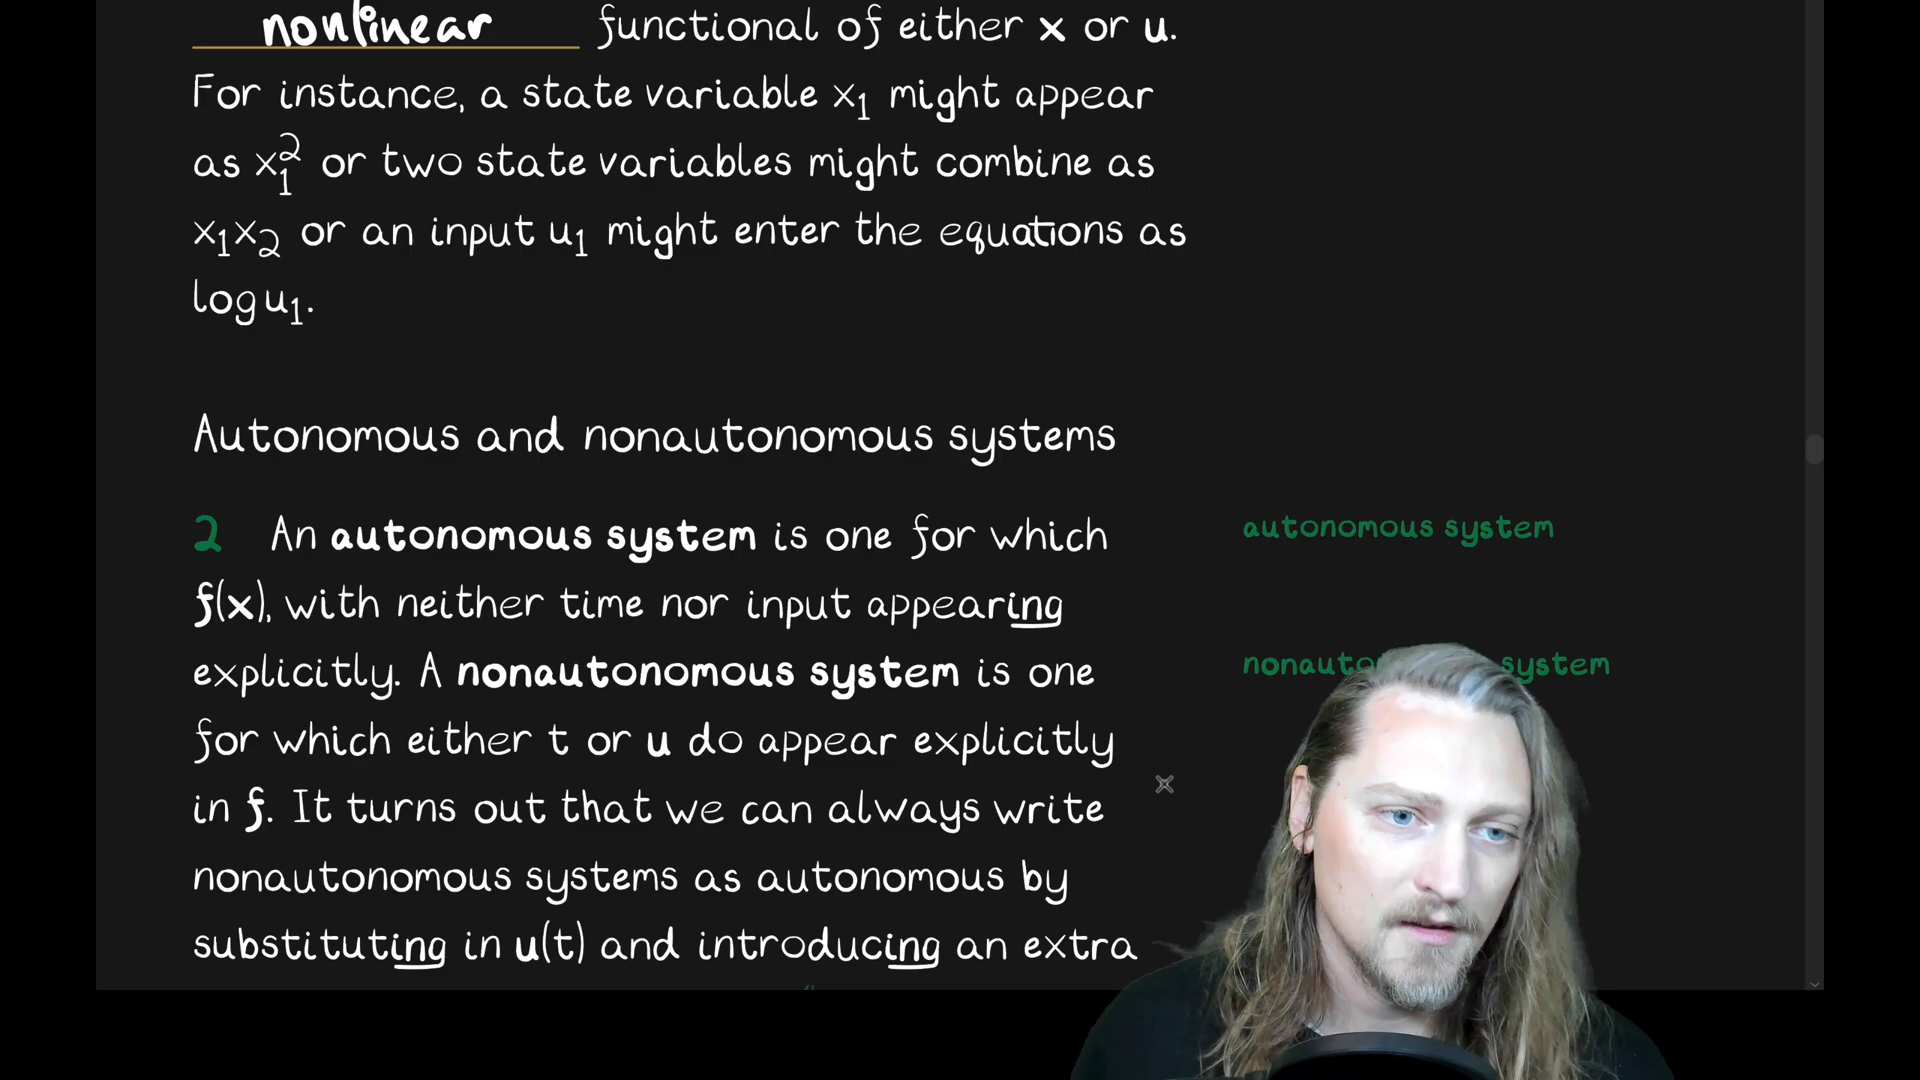 nonlinear functional of either x or u.
For instance, a state variable x₁ might appear
as x₁² or two state variables might combine as
x₁x₂ or an input u₁ might enter the equations as
log u₁.
Autonomous and nonautonomous systems
2 An autonomous system is one for which
autonomous system
f(x), with neither time nor input appearing
explicitly. A nonautonomous system is one
system
for which either t or u do appear explicitly
in f. It turns out that we can always write
nonautonomous systems as autonomous by
substituting in u(t) and introducing an extra